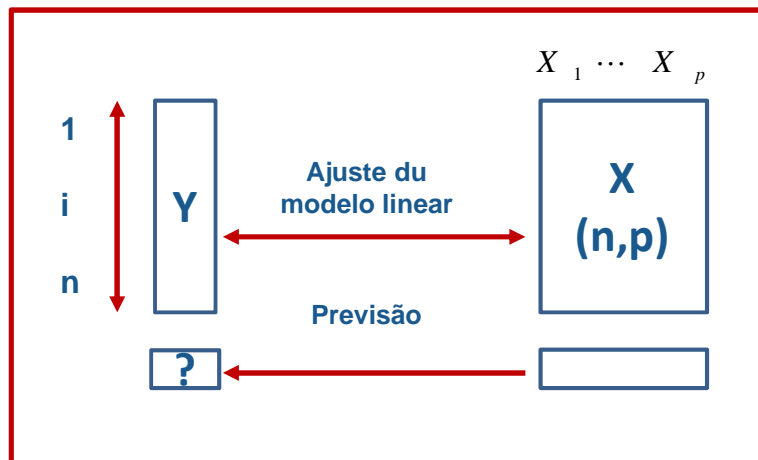 X 1 ⋯ X p
1
i
n
Y
Ajuste du
modelo linear
X
(n,p)
Previsão
?